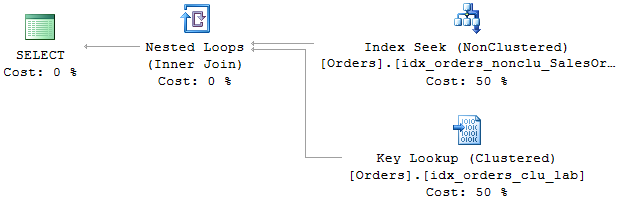 SELECT
Cost: 0 %
Nested Loops
(Inner Join)
Cost: 0 %
Index Seek (NonClustered)
[Orders].[idx_orders_nonclu_SalesOr…
Cost: 50 %
Key Lookup (Clustered)
[Orders].[idx_orders_clu_lab]
Cost: 50 %